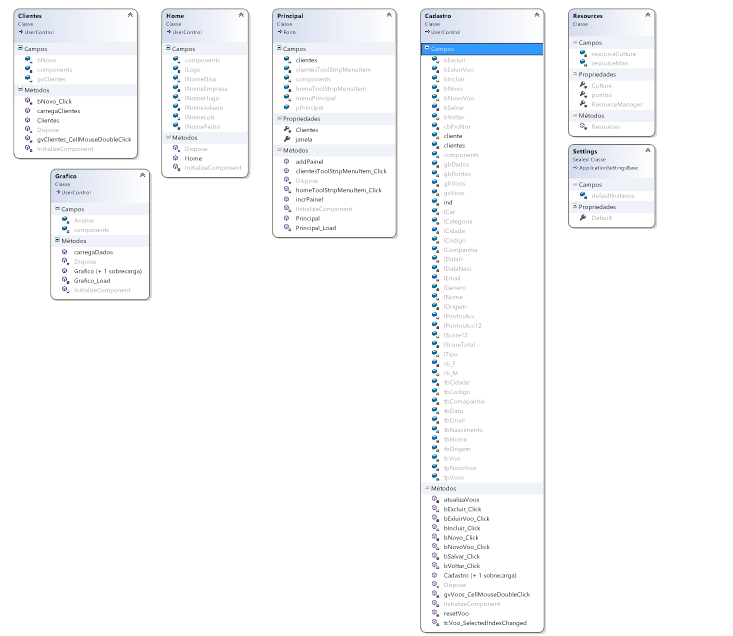 Clientes
Classe
UserControl
Campos
bNovo
components
gvClientes
Métodos
bNovo_Click
carregaClientes
Clientes
Dispose
gvClientes_CellMouseDoubleClick
InitializeComponent
Home
Classe
UserControl
Campos
components
lLago
lNomeDisa
lNomeEmpresa
lNomeHugo
lNomeJuliana
lNomeLuiz
lNomePedro
Métodos
Dispose
Home
InitializeComponent
Principal
Classe
Form
Campos
clientes
clientesToolStripMenuItem
components
homeToolStripMenuItem
menuPrincipal
pPrincipal
Propriedades
Clientes
janela
Métodos
addPainel
clientesToolStripMenuItem_Click
Dispose
homeToolStripMenuItem_Click
incrPainel
InitializeComponent
Principal
Principal_Load
Cadastro
Classe
UserControl
Campos
bExcluir
bExluirVoo
bIncluir
bNovo
bNovoVoo
bSalvar
bVoltar
cbProNor
cliente
clientes
components
gbDados
gbPontos
gbVoos
gvVoos
ind
lCat
lCategoria
lCidade
lCodigo
lCompanhia
lDataH
lDataNasc
lEmail
lGenero
lNome
lOrigem
lPontosAcc
lPontosAcc12
lScore12
lScoreTotal
lTipo
rb_F
rb_M
tbCidade
tbCodigo
tbComapanhia
tbData
tbEmail
tbNascimento
tbNome
tbOrigem
tcVoo
tpNovoVoo
tpVoos
Métodos
atualizaVoos
bExcluir_Click
bExluirVoo_Click
bIncluir_Click
bNovo_Click
bNovoVoo_Click
bSalvar_Click
bVoltar_Click
Cadastro (+ 1 sobrecarga)
Dispose
gvVoos_CellMouseDoubleClick
InitializeComponent
resetVoo
tcVoo_SelectedIndexChanged
Resources
Classe
Campos
resourceCulture
resourceMan
Propriedades
Culture
pombo
ResourceManager
Métodos
Resources
Settings
Sealed Classe
ApplicationSettingsBase
Campos
defaultInstance
Propriedades
Default
Grafico
Classe
UserControl
Campos
Analise
components
Métodos
carregaDados
Dispose
Grafico (+ 1 sobrecarga)
Grafico_Load
InitializeComponent